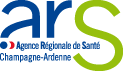 ars
Agence Régionale de Santé
Champagne-Ardenne